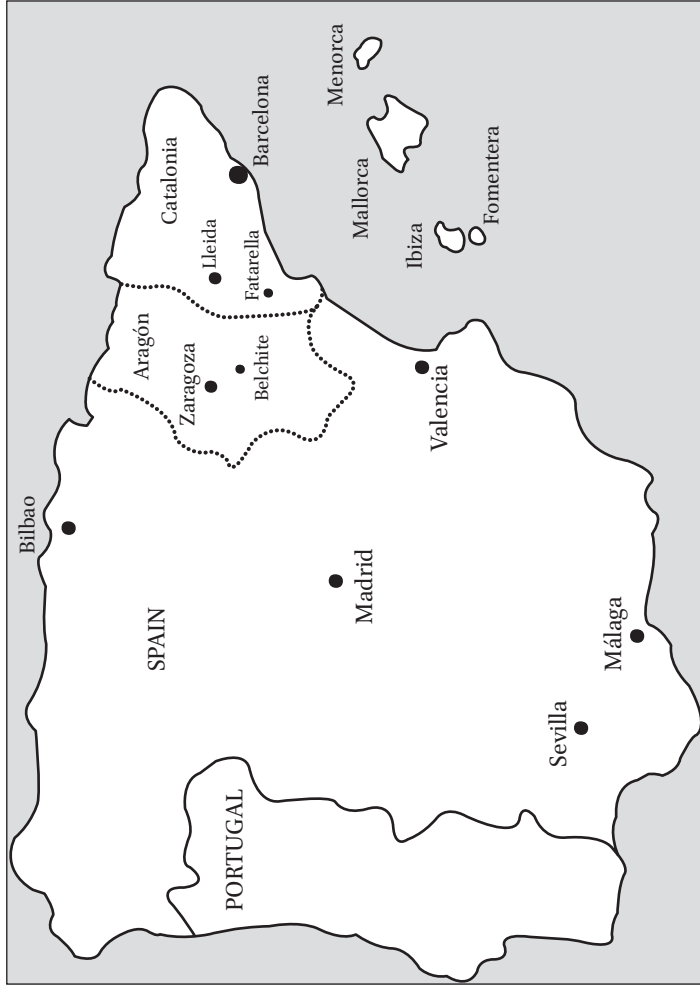 Bilbao
SPAIN
PORTUGAL
Madrid
Sevilla
Málaga
Valencia
Aragón
Zaragoza
Belchite
Catalonia
Lleida
Fatarella
Barcelona
Menorca
Mallorca
Ibiza
Fomentera